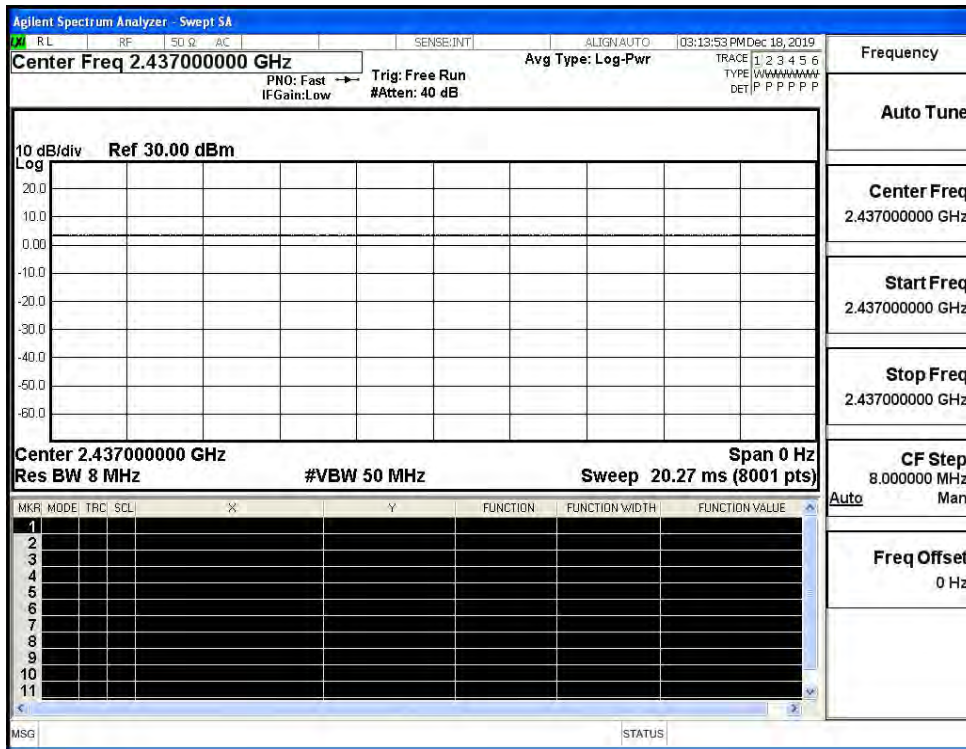 Agilent Spectrum Analyzer - Swept SA
LXI RL RF 50 Ω AC SENSE:INT ALIGN AUTO 03:13:53 PM Dec 18, 2019
Center Freq 2.437000000 GHz
Avg Type: Log-Pwr
TRACE 1 2 3 4 5 6
PNO: Fast
Trig: Free Run
TYPE WWWWWW
IFGain:Low
#Atten: 40 dB
DET P P P P P P
10 dB/div Ref 30.00 dBm
Log
20.0
10.0
0.00
-10.0
-20.0
-30.0
-40.0
-50.0
-60.0
Center 2.437000000 GHz Span 0 Hz
Res BW 8 MHz #VBW 50 MHz Sweep 20.27 ms (8001 pts)
MKR MODE TRC SCL X Y FUNCTION FUNCTION WIDTH FUNCTION VALUE
1
2
3
4
5
6
7
8
9
10
11
MSG STATUS
Frequency
Auto Tune
Center Freq
2.437000000 GHz
Start Freq
2.437000000 GHz
Stop Freq
2.437000000 GHz
CF Step
8.000000 MHz
Auto Man
Freq Offset
0 Hz